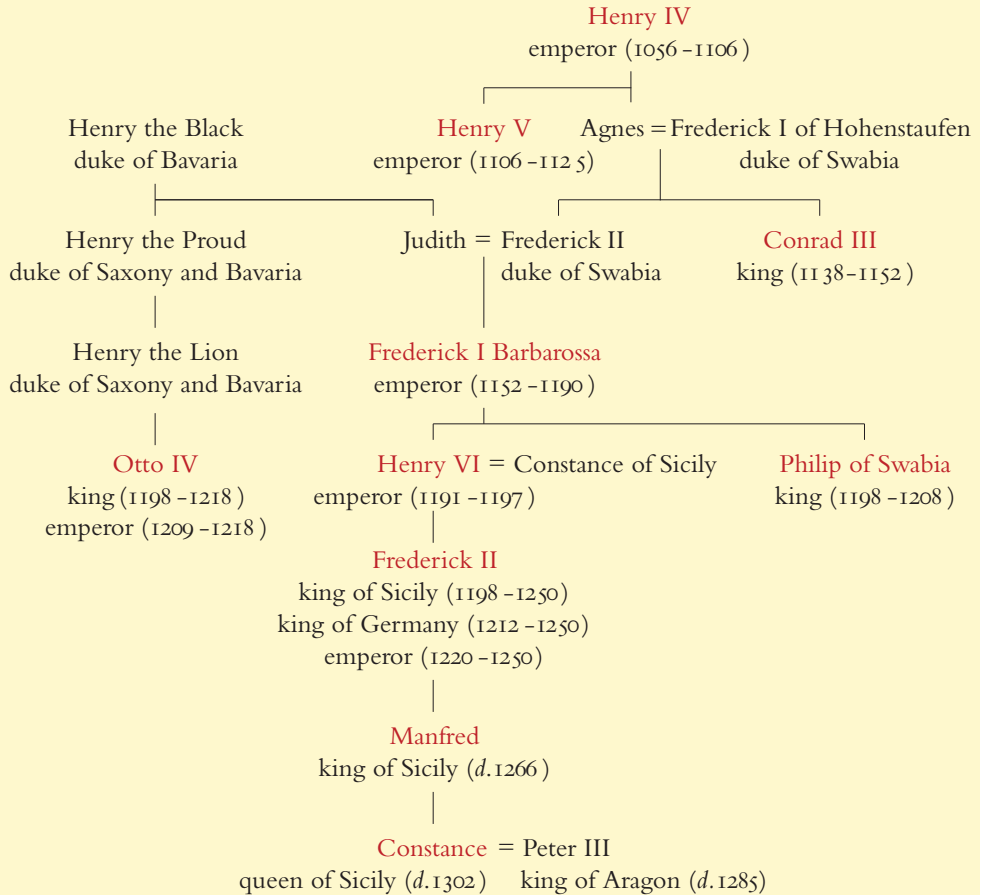 Henry IV
emperor (1056–1106)
Henry the Black
duke of Bavaria
Henry V
emperor (1106–1125)
Agnes = Frederick I of Hohenstaufen
duke of Swabia
Henry the Proud
duke of Saxony and Bavaria
Judith = Frederick II
duke of Swabia
Conrad III
king (1138–1152)
Henry the Lion
duke of Saxony and Bavaria
Frederick I Barbarossa
emperor (1152–1190)
Otto IV
king (1198–1218)
emperor (1209–1218)
Henry VI = Constance of Sicily
emperor (1191–1197)
Philip of Swabia
king (1198–1208)
Frederick II
king of Sicily (1198–1250)
king of Germany (1212–1250)
emperor (1220–1250)
Manfred
king of Sicily (d.1266)
Constance = Peter III
queen of Sicily (d.1302) king of Aragon (d.1285)